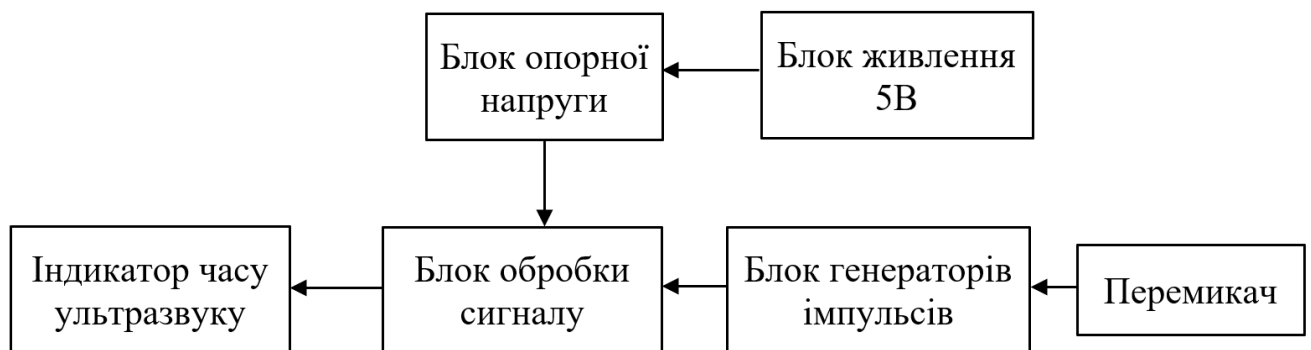 Блок опорної
напруги
Блок живлення
5В
Індикатор часу
ультразвуку
Блок обробки
сигналу
Блок генераторів
імпульсів
Перемикач